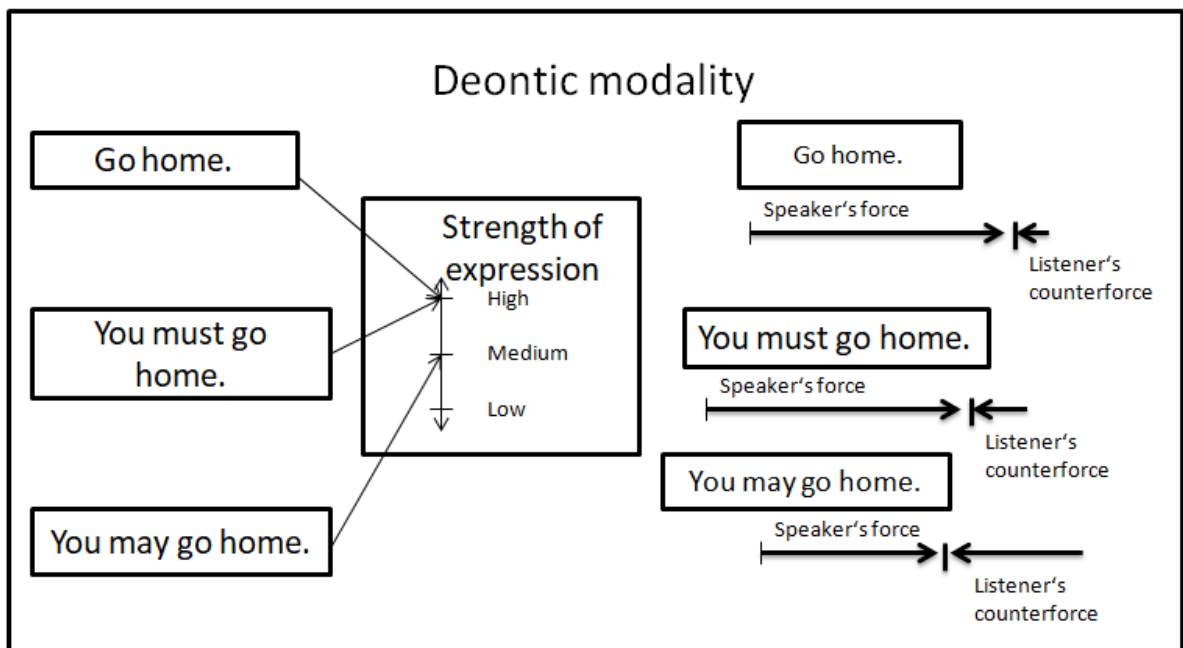 Deontic modality
Go home.
You must go
home.
You may go home.
Strength of
expression
High
Medium
Low
Go home.
Speaker‘s force
Listener‘s
counterforce
You must go home.
Speaker‘s force
Listener‘s
counterforce
You may go home.
Speaker‘s force
Listener‘s
counterforce